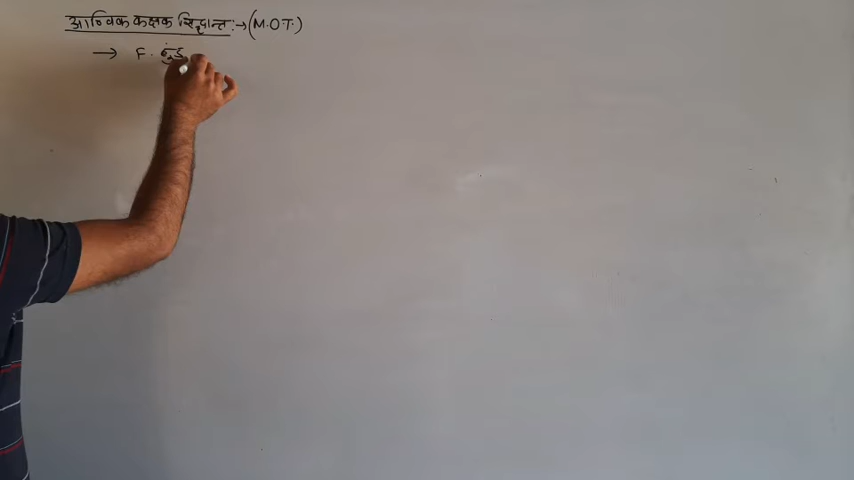 आण्विक कक्षक सिद्धान्त :→ (M.O.T.)
→ F. हुंड